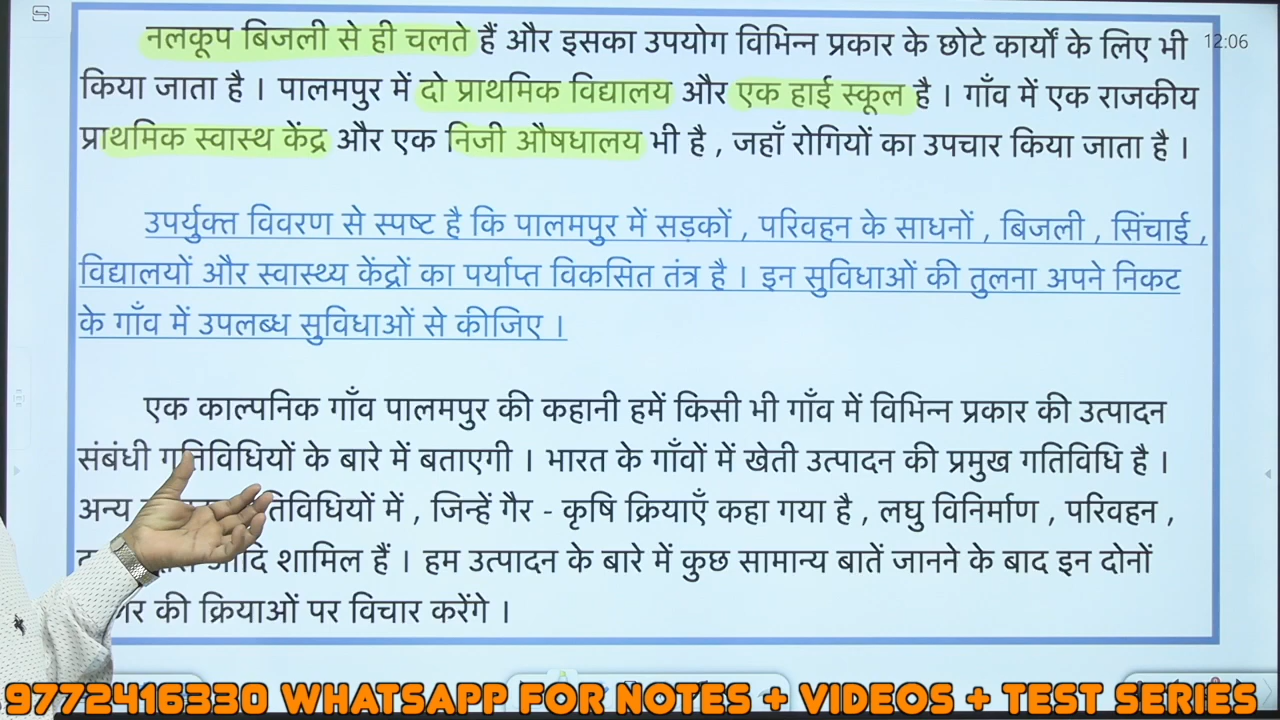 नलकूप बिजली से ही चलते हैं और इसका उपयोग विभिन्न प्रकार के छोटे कार्यों के लिए भी
12:06
किया जाता है । पालमपुर में दो प्राथमिक विद्यालय और एक हाई स्कूल है । गाँव में एक राजकीय
प्राथमिक स्वास्थ केंद्र और एक निजी औषधालय भी है , जहाँ रोगियों का उपचार किया जाता है ।
उपर्युक्त विवरण से स्पष्ट है कि पालमपुर में सड़कों , परिवहन के साधनों , बिजली , सिंचाई ,
विद्यालयों और स्वास्थ्य केंद्रों का पर्याप्त विकसित तंत्र है । इन सुविधाओं की तुलना अपने निकट
के गाँव में उपलब्ध सुविधाओं से कीजिए ।
एक काल्पनिक गाँव पालमपुर की कहानी हमें किसी भी गाँव में विभिन्न प्रकार की उत्पादन
संबंधी गतिविधियों के बारे में बताएगी । भारत के गाँवों में खेती उत्पादन की प्रमुख गतिविधि है ।
अन्य में , जिन्हें गैर - कृषि क्रियाएँ कहा गया है , लघु विनिर्माण , परिवहन ,
आदि शामिल हैं । हम उत्पादन के बारे में कुछ सामान्य बातें जानने के बाद इन दोनों
की क्रियाओं पर विचार करेंगे ।
9772416330 WHATSAPP FOR NOTES + VIDEOS + TEST SERIES